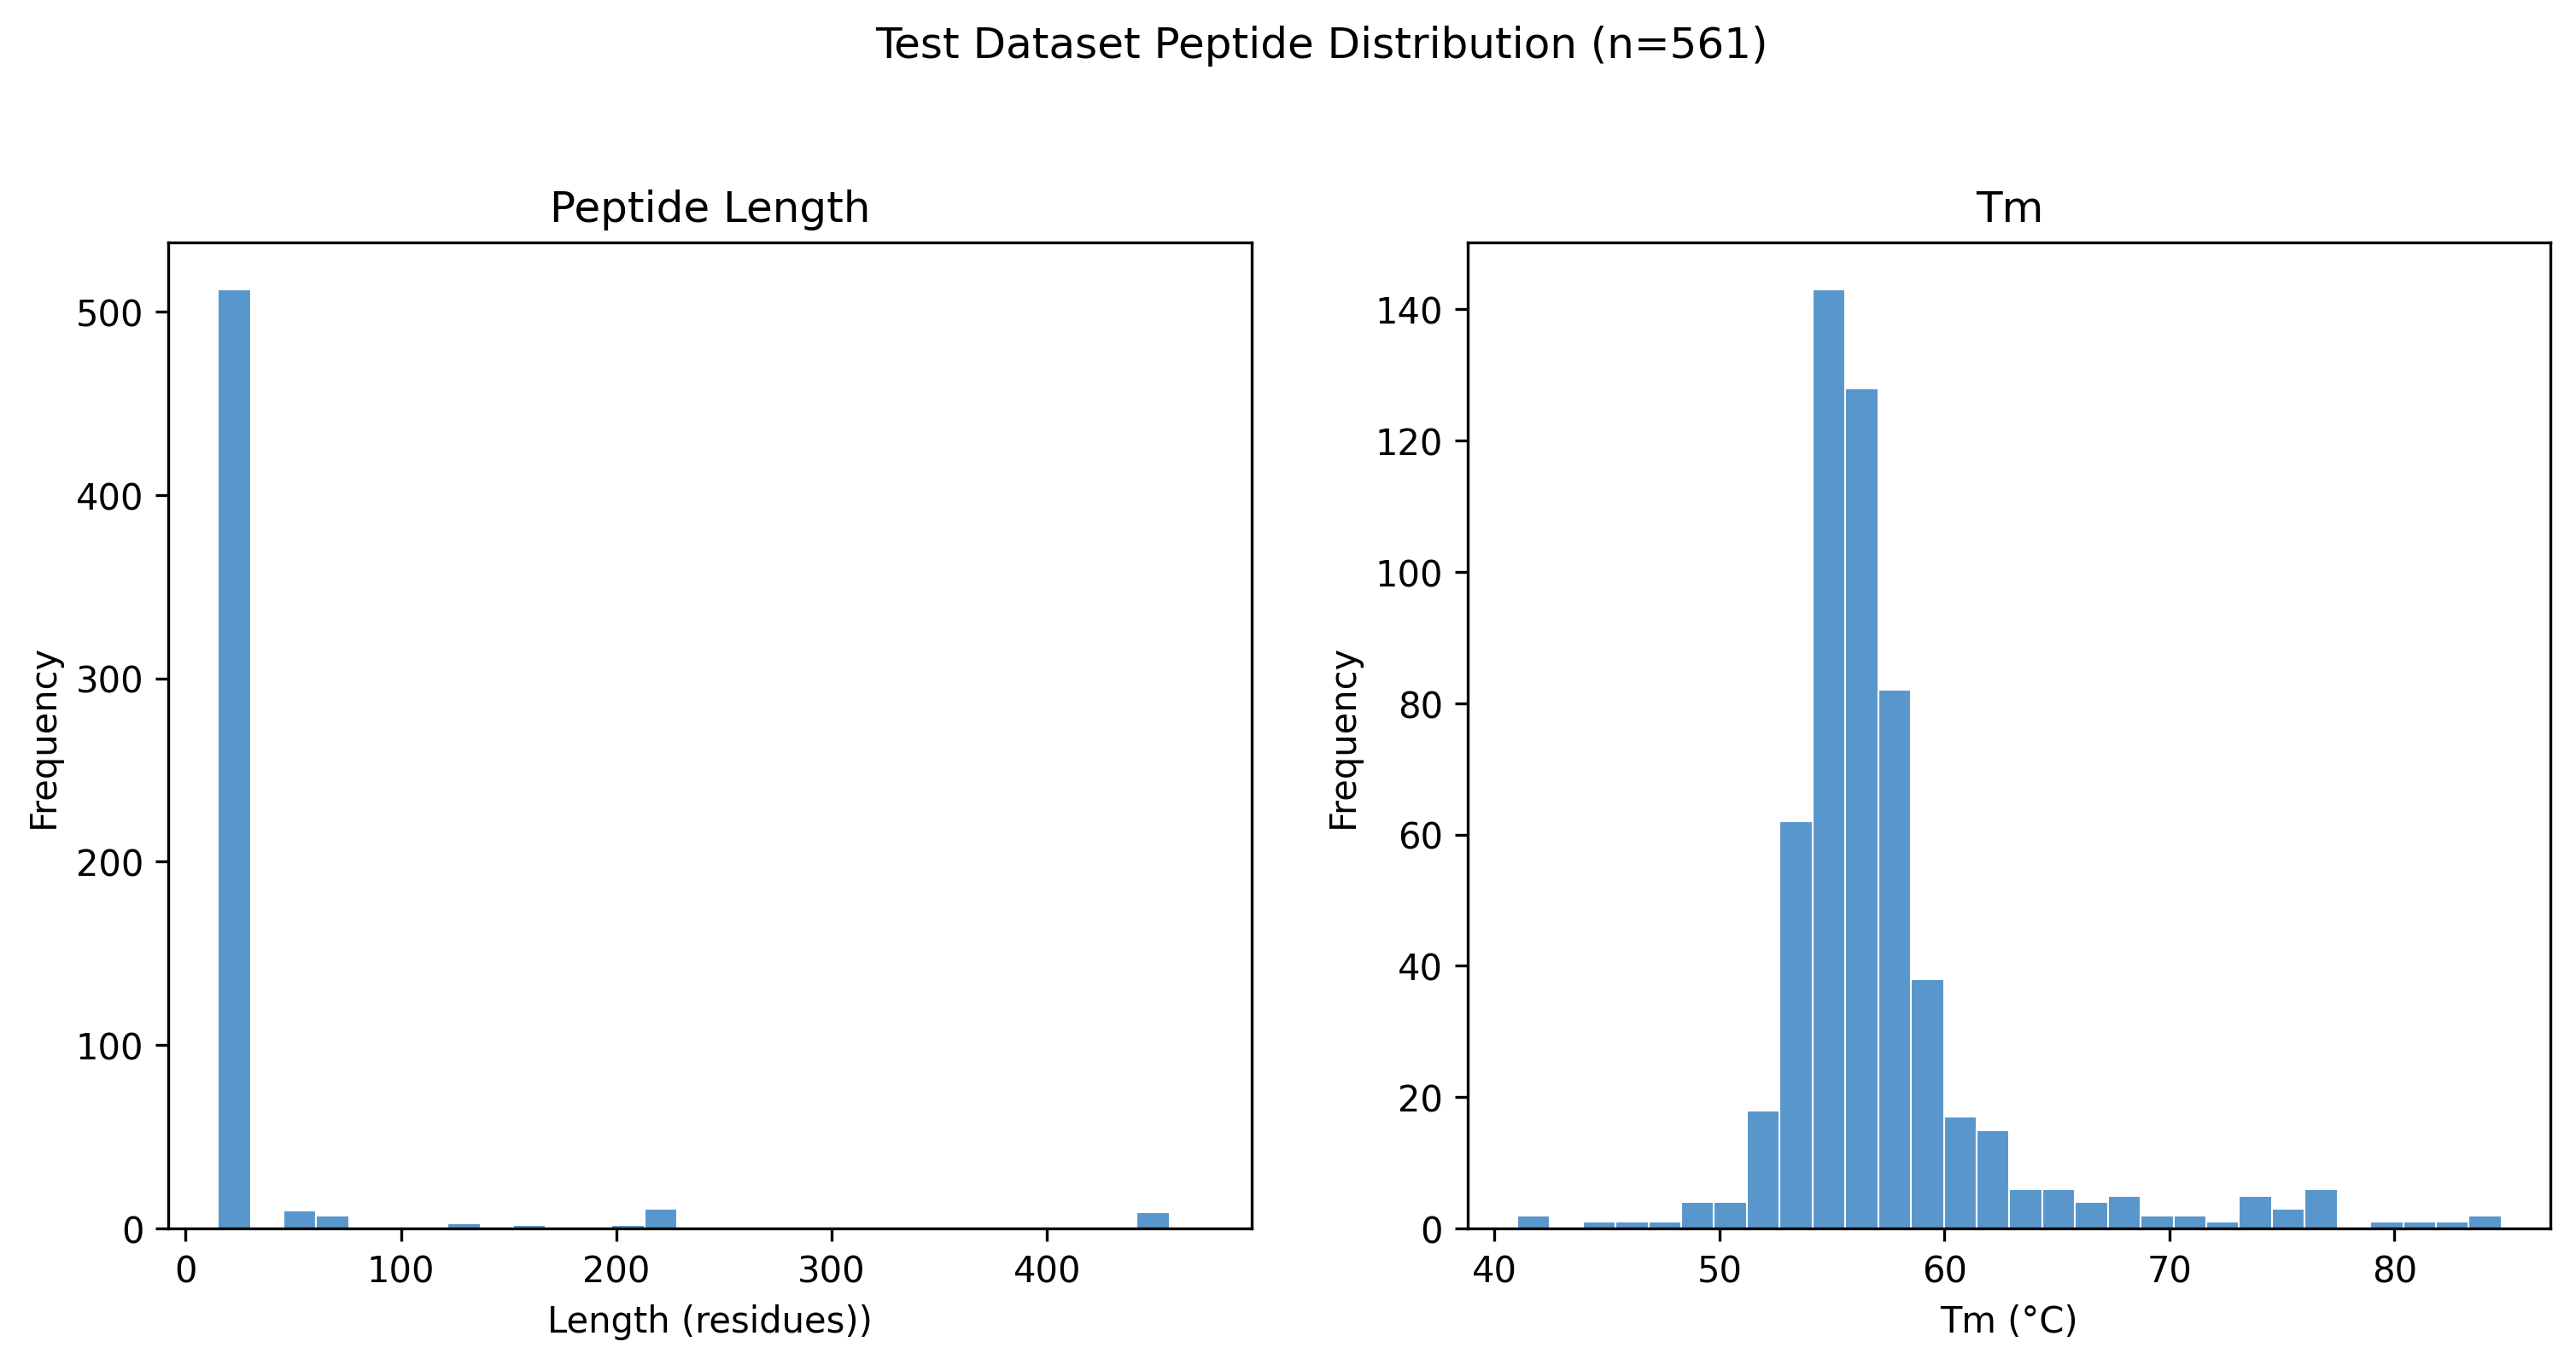 Test Dataset Peptide Distribution (n=561)
Peptide Length
Frequency
500
400
300
200
100
0
0 100 200 300 400
Length (residues))
Tm
Frequency
140
120
100
80
60
40
20
0
40 50 60 70 80
Tm (°C)